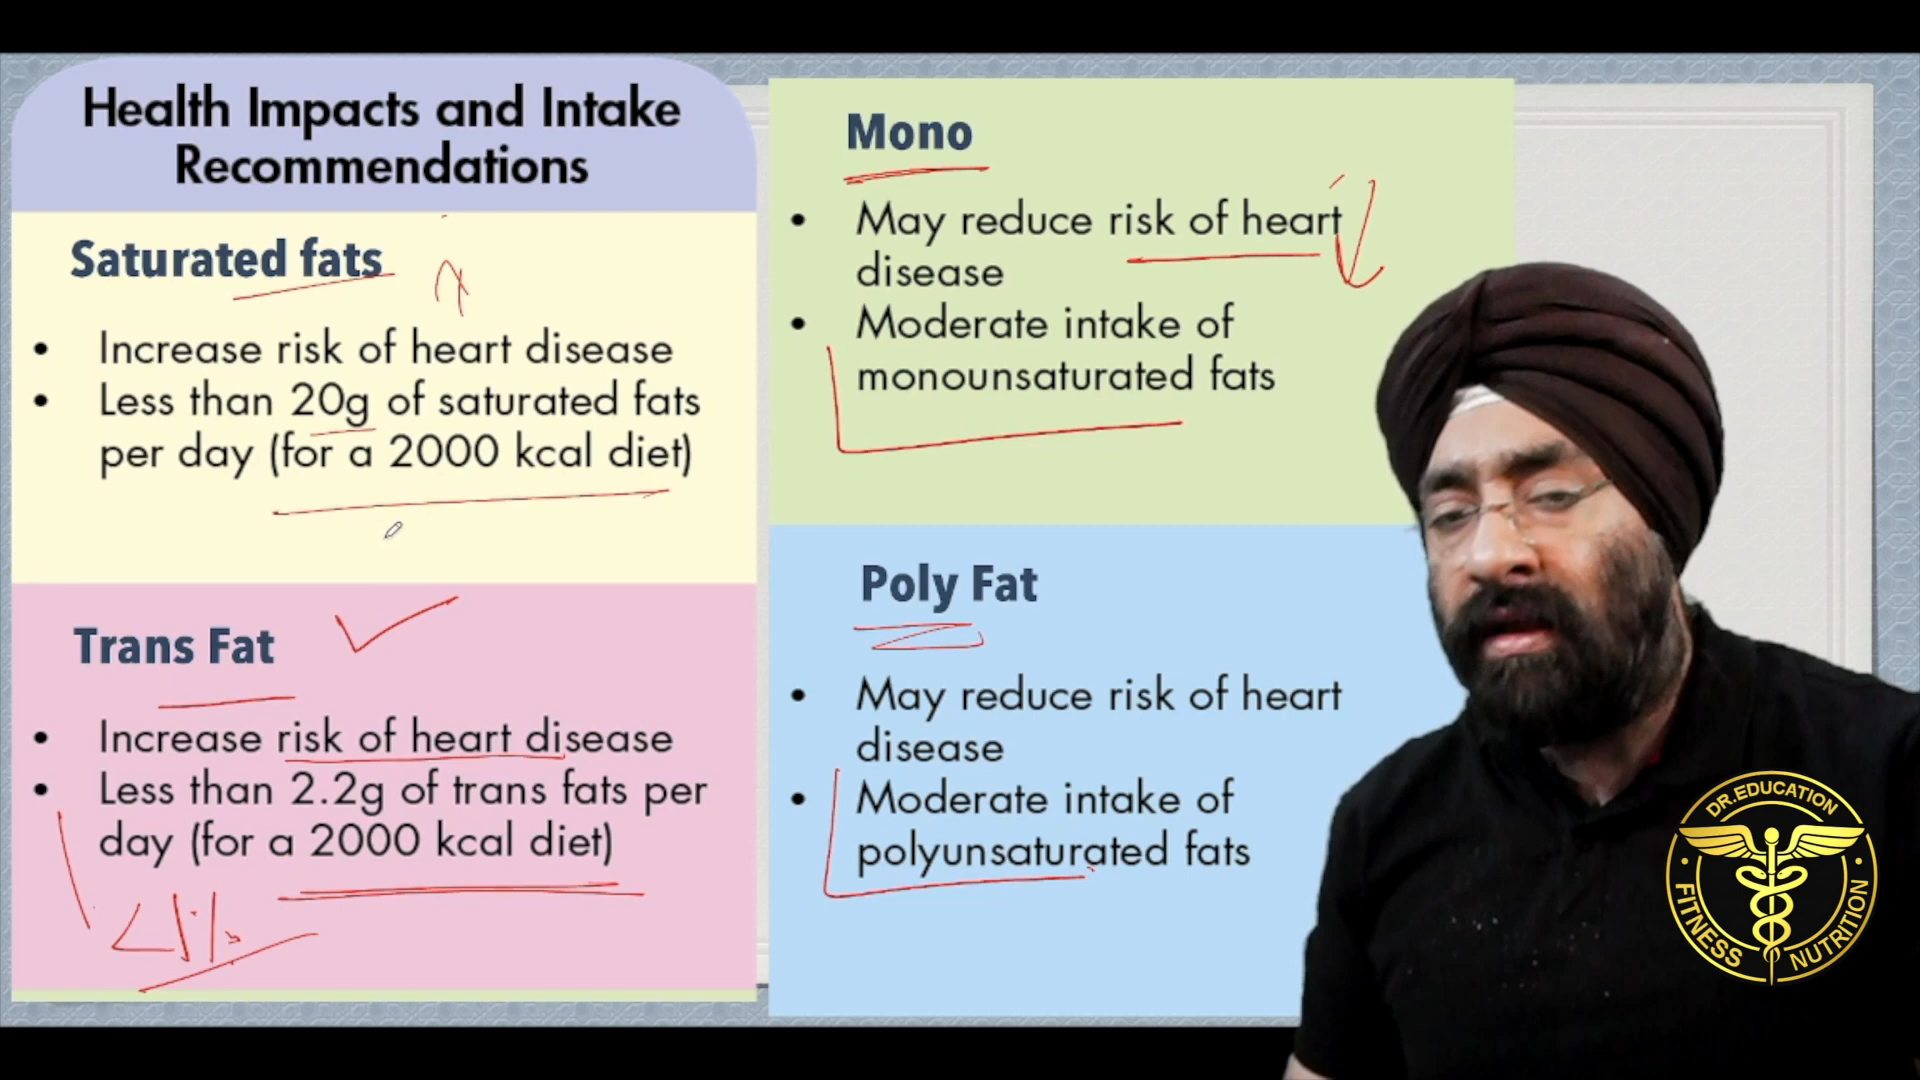 Health Impacts and Intake
Recommendations
Saturated fats
• Increase risk of heart disease
• Less than 20g of saturated fats
per day (for a 2000 kcal diet)
Trans Fat
• Increase risk of heart disease
• Less than 2.2g of trans fats per
day (for a 2000 kcal diet)
<1%
Mono
• May reduce risk of heart
disease
• Moderate intake of
monounsaturated fats
Poly Fat
• May reduce risk of heart
disease
• Moderate intake of
polyunsaturated fats
DR.EDUCATION
FITNESS NUTRITION